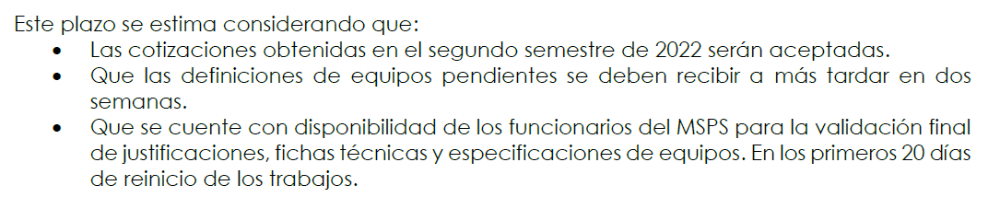 Este plazo se estima considerando que:
• Las cotizaciones obtenidas en el segundo semestre de 2022 serán aceptadas.
• Que las definiciones de equipos pendientes se deben recibir a más tardar en dos
semanas.
• Que se cuente con disponibilidad de los funcionarios del MSPS para la validación final
de justificaciones, fichas técnicas y especificaciones de equipos. En los primeros 20 días
de reinicio de los trabajos.